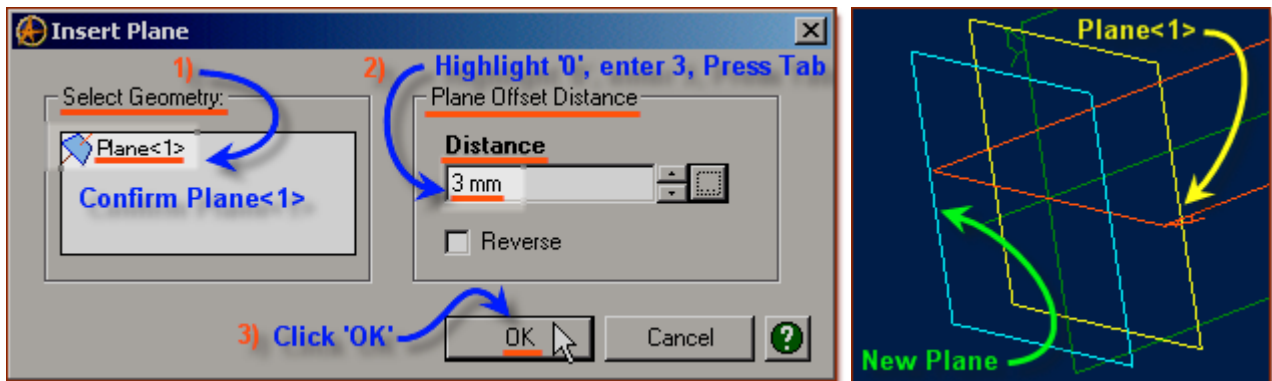 Insert Plane
1)
2) Highlight '0', enter 3, Press Tab
Select Geometry:
Plane<1>
Confirm Plane<1>
Plane Offset Distance
Distance
3 mm
Reverse
3) Click 'OK'
OK
Cancel
?
Plane<1>
New Plane